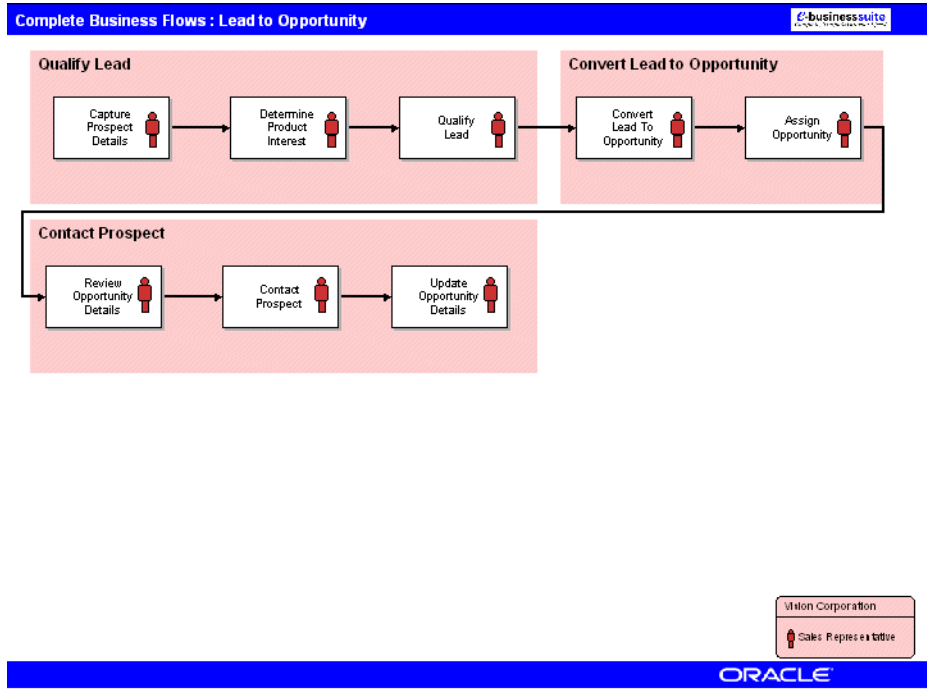 Complete Business Flows : Lead to Opportunity
e-businesssuite
Qualify Lead
Capture
Prospect
Details
Determine
Product
Interest
Qualify
Lead
Convert Lead to Opportunity
Convert
Lead To
Opportunity
Assign
Opportunity
Contact Prospect
Review
Opportunity
Details
Contact
Prospect
Update
Opportunity
Details
Vision Corporation
Sales Representative
ORACLE